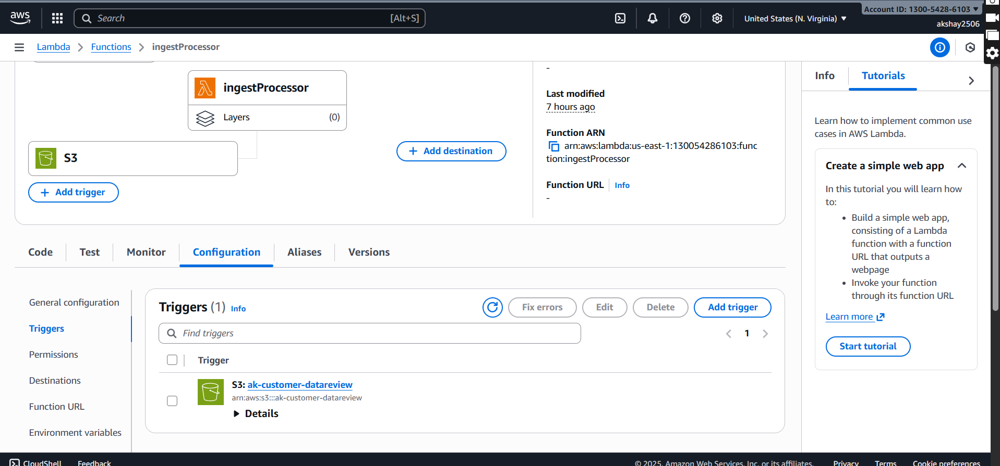 aws
Search
[Alt+S]
United States (N. Virginia)
Account ID: 1300-5428-6103
akshay2506
Lambda
Functions
ingestProcessor
ingestProcessor
Layers
(0)
S3
Add trigger
Add destination
-
Last modified
7 hours ago
Function ARN
arn:aws:lambda:us-east-1:130054286103:func
tion:ingestProcessor
Function URL
Info
-
Code
Test
Monitor
Configuration
Aliases
Versions
General configuration
Triggers
Permissions
Destinations
Function URL
Environment variables
Triggers (1)
Info
Fix errors
Edit
Delete
Add trigger
Find triggers
1
Trigger
S3: ak-customer-datareview
arn:aws:s3:::ak-customer-datareview
Details
Info
Tutorials
Learn how to implement common use
cases in AWS Lambda.
Create a simple web app
In this tutorial you will learn how
to:
• Build a simple web app,
consisting of a Lambda
function with a function
URL that outputs a
webpage
• Invoke your function
through its function URL
Learn more
Start tutorial
CloudShell
Feedback
© 2025, Amazon Web Services, Inc. or its affiliates.
Privacy
Terms
Cookie preferences